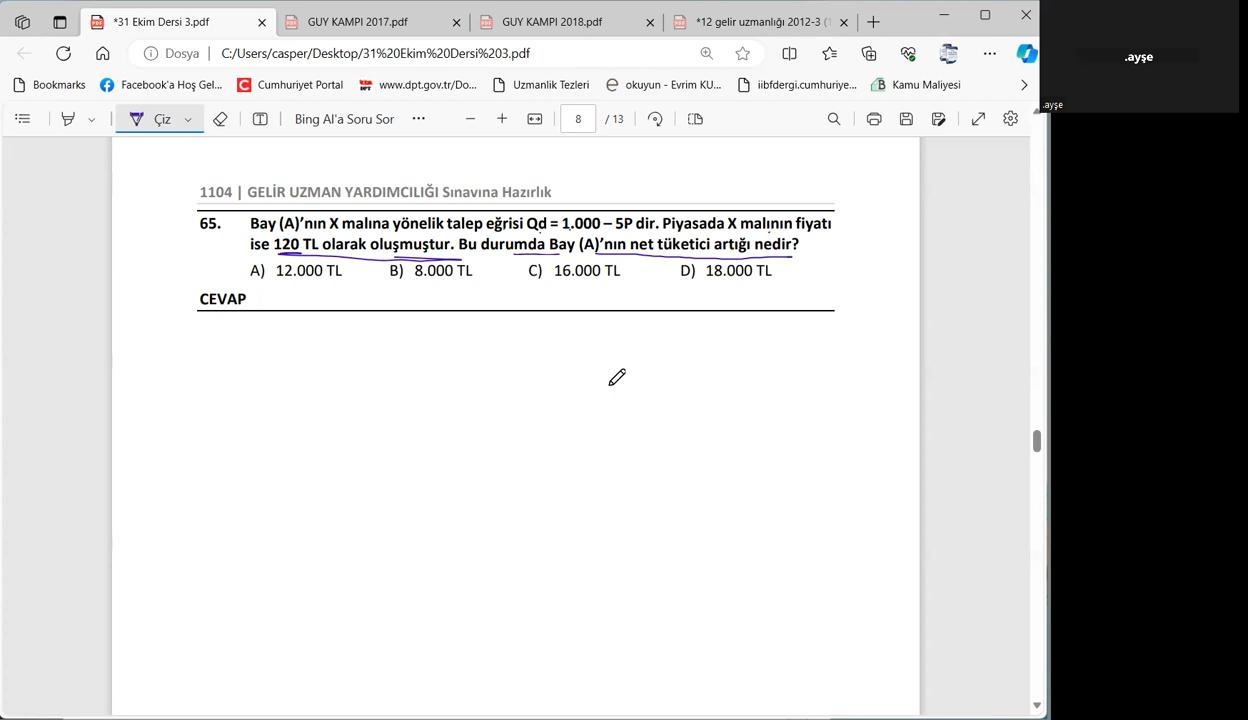 *31 Ekim Dersi 3.pdf
GUY KAMPI 2017.pdf
GUY KAMPI 2018.pdf
*12 gelir uzmanlığı 2012-3 (1
Dosya
C:/Users/casper/Desktop/31%20Ekim%20Dersi%203.pdf
Bookmarks
Facebook'a Hoş Gel...
Cumhuriyet Portal
www.dpt.gov.tr/Do...
Uzmanlik Tezleri
okuyun - Evrim KU...
iibfdergi.cumhuriye...
Kamu Maliyesi
Çiz
Bing Al'a Soru Sor
8 / 13
.ayşe
.ayşe
1104 | GELİR UZMAN YARDIMCILIĞI Sınavına Hazırlık
65. Bay (A)'nın X malına yönelik talep eğrisi Qd = 1.000 – 5P dir. Piyasada X malının fiyatı
ise 120 TL olarak oluşmuştur. Bu durumda Bay (A)'nın net tüketici artığı nedir?
A) 12.000 TL B) 8.000 TL C) 16.000 TL D) 18.000 TL
CEVAP